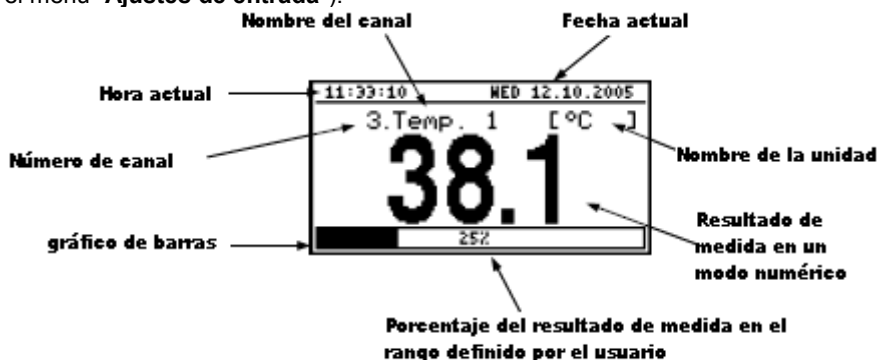 el menú "Ajustes de entrada").
Nombre del canal
Fecha actual
Hora actual
11:33:10 WED 12.10.2005
3.Temp. 1 [ºC ]
Número de canal
38.1
Nombre de la unidad
Resultado de
medida en un
modo numérico
gráfico de barras
25%
Porcentaje del resultado de medida en el
rango definido por el usuario